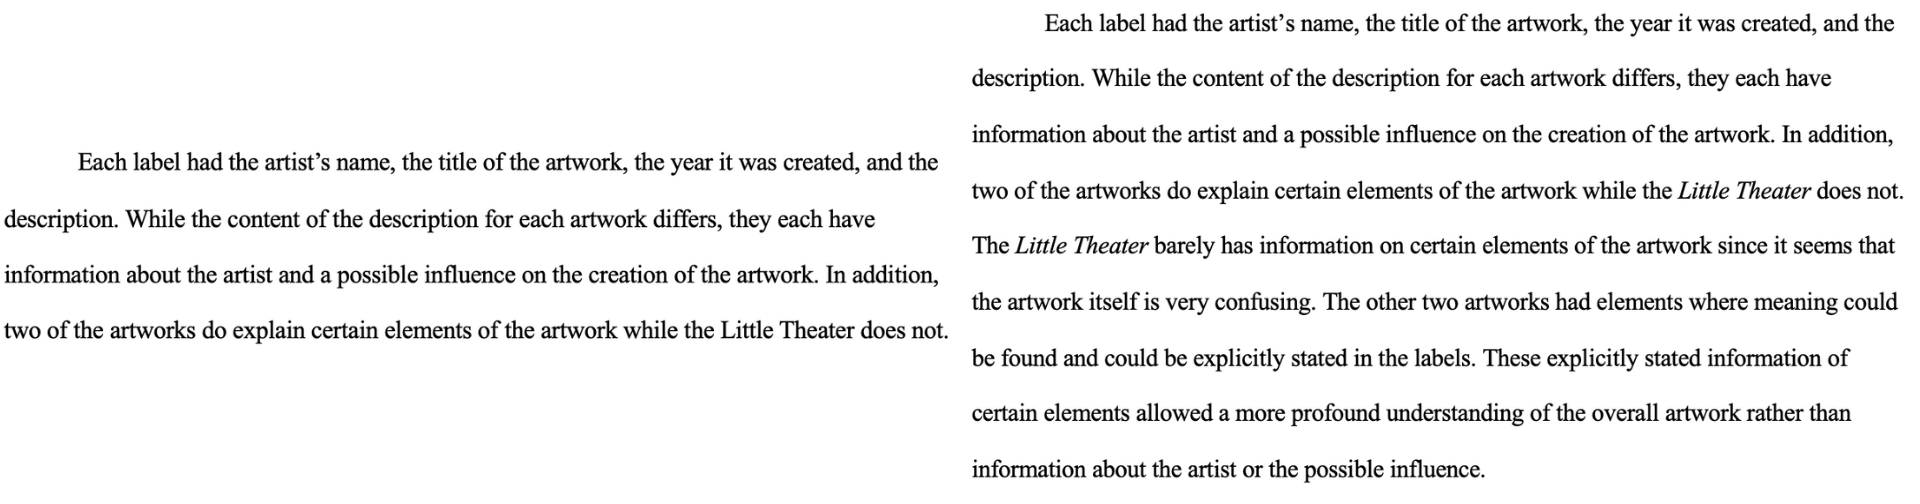 Each label had the artist’s name, the title of the artwork, the year it was created, and the
description. While the content of the description for each artwork differs, they each have
information about the artist and a possible influence on the creation of the artwork. In addition,
two of the artworks do explain certain elements of the artwork while the Little Theater does not.
Each label had the artist’s name, the title of the artwork, the year it was created, and the
description. While the content of the description for each artwork differs, they each have
information about the artist and a possible influence on the creation of the artwork. In addition,
two of the artworks do explain certain elements of the artwork while the Little Theater does not.
The Little Theater barely has information on certain elements of the artwork since it seems that
the artwork itself is very confusing. The other two artworks had elements where meaning could
be found and could be explicitly stated in the labels. These explicitly stated information of
certain elements allowed a more profound understanding of the overall artwork rather than
information about the artist or the possible influence.